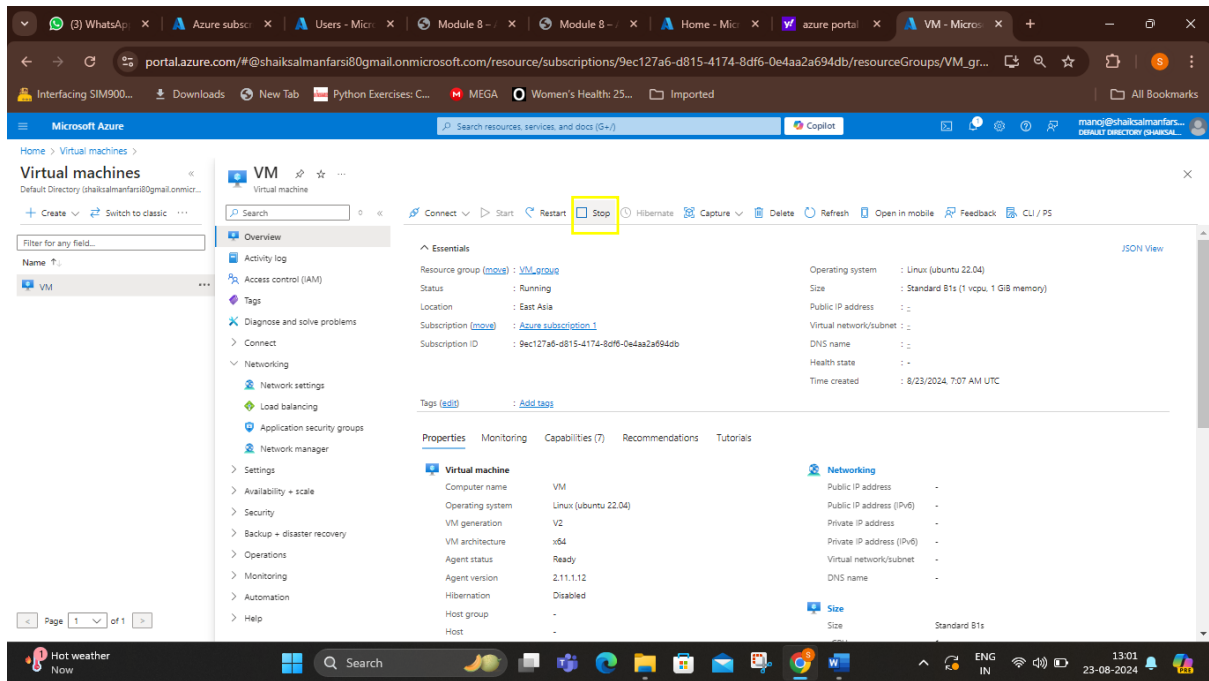 (3) WhatsAp
Azure subscr
Users - Micro
Module 8 –
Module 8 –
Home - Micr
azure portal
VM - Micros
portal.azure.com/#@shaiksalmanfarsi80gmail.onmicrosoft.com/resource/subscriptions/9ec127a6-d815-4174-8df6-0e4aa2a694db/resourceGroups/VM_gr...
S
Interfacing SIM900...
Downloads
New Tab
Python Exercises: C...
MEGA
Women's Health: 25...
Imported
All Bookmarks
Microsoft Azure
Search resources, services, and docs (G+/)
Copilot
1
manoj@shaiksalmanfars...
DEFAULT DIRECTORY (SHAIKSAL...
Home > Virtual machines >
Virtual machines
Default Directory (shaiksalmanfarsi80gmail.onmicr...
Create
Switch to classic
Filter for any field...
Name ↑↓
VM
Page 1 of 1
VM
Virtual machine
Search
Overview
Activity log
Access control (IAM)
Tags
Diagnose and solve problems
Connect
Networking
Network settings
Load balancing
Application security groups
Network manager
Settings
Availability + scale
Security
Backup + disaster recovery
Operations
Monitoring
Automation
Help
Connect
Start
Restart
Stop
Hibernate
Capture
Delete
Refresh
Open in mobile
Feedback
CLI / PS
Essentials
JSON View
Resource group (move) : VM_group
Status : Running
Location : East Asia
Subscription (move) : Azure subscription 1
Subscription ID : 9ec127a6-d815-4174-8df6-0e4aa2a694db
Operating system : Linux (ubuntu 22.04)
Size : Standard B1s (1 vcpu, 1 GiB memory)
Public IP address : -
Virtual network/subnet : -
DNS name : -
Health state : -
Time created : 8/23/2024, 7:07 AM UTC
Tags (edit) : Add tags
Properties
Monitoring
Capabilities (7)
Recommendations
Tutorials
Virtual machine
Computer name VM
Operating system Linux (ubuntu 22.04)
VM generation V2
VM architecture x64
Agent status Ready
Agent version 2.11.1.12
Hibernation Disabled
Host group -
Host -
Networking
Public IP address -
Public IP address (IPv6) -
Private IP address -
Private IP address (IPv6) -
Virtual network/subnet -
DNS name -
Size
Size Standard B1s
1
Hot weather
Now
Search
ENG
IN
13:01
23-08-2024